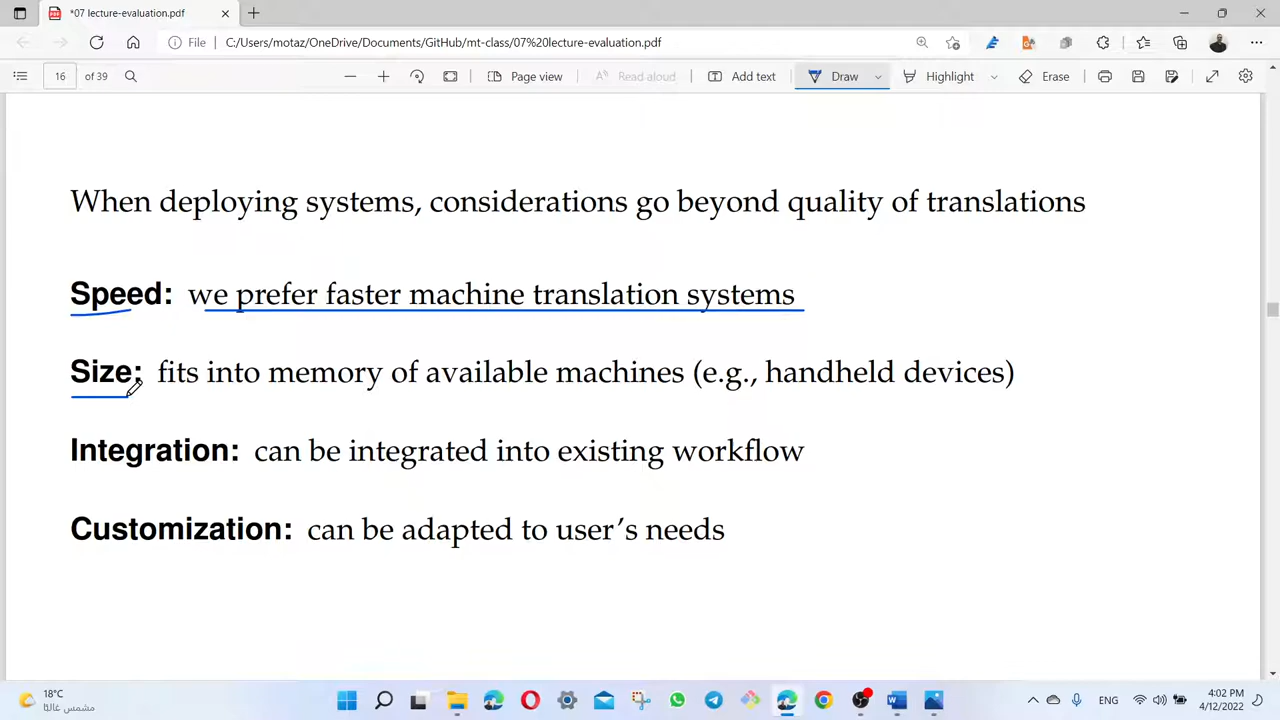 *07 lecture-evaluation.pdf
File
C:/Users/motaz/OneDrive/Documents/GitHub/mt-class/07%20lecture-evaluation.pdf
16 of 39
Page view
Read aloud
Add text
Draw
Highlight
Erase
When deploying systems, considerations go beyond quality of translations
Speed: we prefer faster machine translation systems
Size: fits into memory of available machines (e.g., handheld devices)
Integration: can be integrated into existing workflow
Customization: can be adapted to user's needs
18°C
مشمس غالبًا
ENG
4:02 PM
4/12/2022